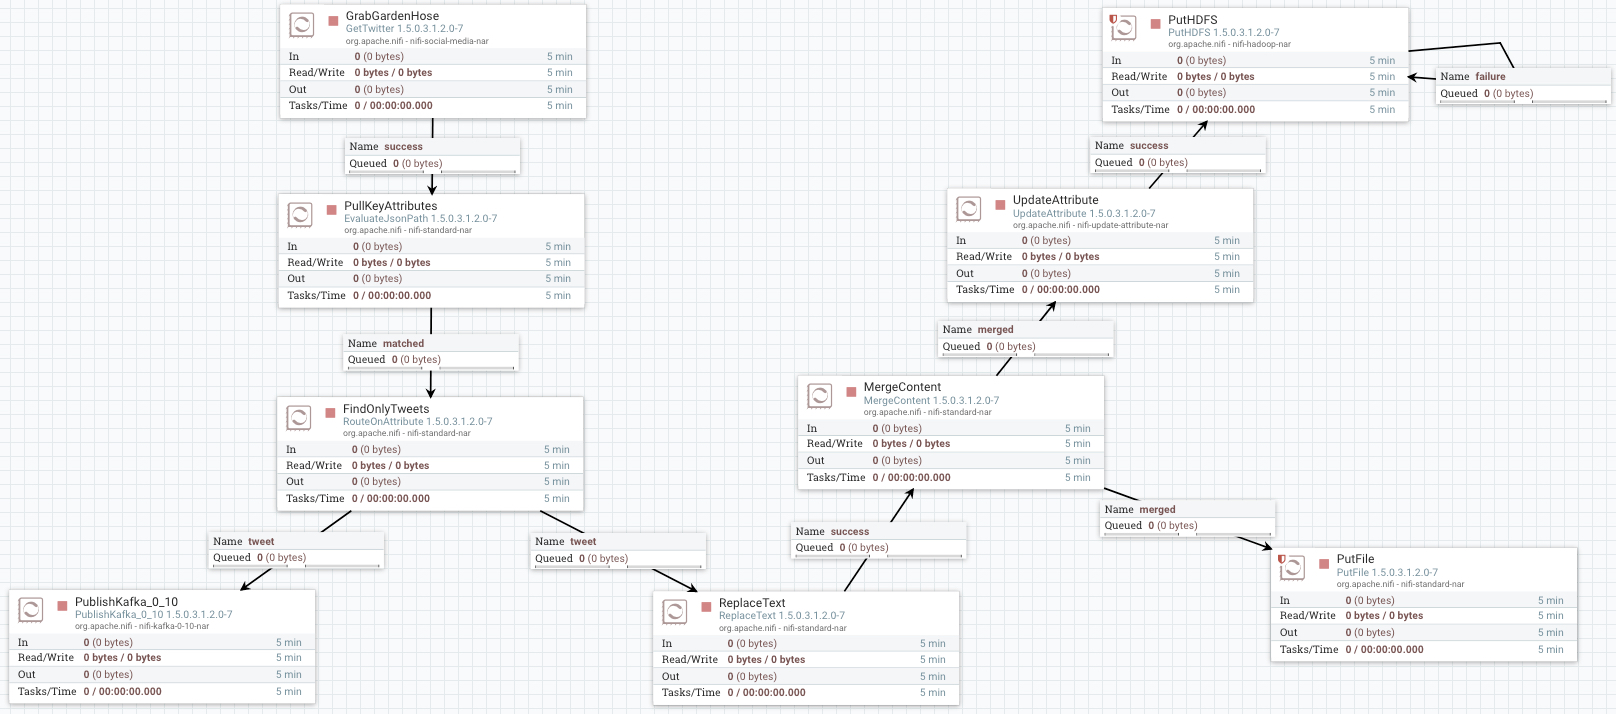 GrabGardenHose
GetTwitter 1.5.0.3.1.2.0-7
org.apache.nifi - nifi-social-media-nar
In 0 (0 bytes) 5 min
Read/Write 0 bytes / 0 bytes 5 min
Out 0 (0 bytes) 5 min
Tasks/Time 0 / 00:00:00.000 5 min
Name success
Queued 0 (0 bytes)
PullKeyAttributes
EvaluateJsonPath 1.5.0.3.1.2.0-7
org.apache.nifi - nifi-standard-nar
In 0 (0 bytes) 5 min
Read/Write 0 bytes / 0 bytes 5 min
Out 0 (0 bytes) 5 min
Tasks/Time 0 / 00:00:00.000 5 min
Name matched
Queued 0 (0 bytes)
FindOnlyTweets
RouteOnAttribute 1.5.0.3.1.2.0-7
org.apache.nifi - nifi-standard-nar
In 0 (0 bytes) 5 min
Read/Write 0 bytes / 0 bytes 5 min
Out 0 (0 bytes) 5 min
Tasks/Time 0 / 00:00:00.000 5 min
Name tweet
Queued 0 (0 bytes)
PublishKafka_0_10
PublishKafka_0_10 1.5.0.3.1.2.0-7
org.apache.nifi - nifi-kafka-0-10-nar
In 0 (0 bytes) 5 min
Read/Write 0 bytes / 0 bytes 5 min
Out 0 (0 bytes) 5 min
Tasks/Time 0 / 00:00:00.000 5 min
Name tweet
Queued 0 (0 bytes)
ReplaceText
ReplaceText 1.5.0.3.1.2.0-7
org.apache.nifi - nifi-standard-nar
In 0 (0 bytes) 5 min
Read/Write 0 bytes / 0 bytes 5 min
Out 0 (0 bytes) 5 min
Tasks/Time 0 / 00:00:00.000 5 min
Name success
Queued 0 (0 bytes)
MergeContent
MergeContent 1.5.0.3.1.2.0-7
org.apache.nifi - nifi-standard-nar
In 0 (0 bytes) 5 min
Read/Write 0 bytes / 0 bytes 5 min
Out 0 (0 bytes) 5 min
Tasks/Time 0 / 00:00:00.000 5 min
Name merged
Queued 0 (0 bytes)
UpdateAttribute
UpdateAttribute 1.5.0.3.1.2.0-7
org.apache.nifi - nifi-update-attribute-nar
In 0 (0 bytes) 5 min
Read/Write 0 bytes / 0 bytes 5 min
Out 0 (0 bytes) 5 min
Tasks/Time 0 / 00:00:00.000 5 min
Name success
Queued 0 (0 bytes)
PutHDFS
PutHDFS 1.5.0.3.1.2.0-7
org.apache.nifi - nifi-hadoop-nar
In 0 (0 bytes) 5 min
Read/Write 0 bytes / 0 bytes 5 min
Out 0 (0 bytes) 5 min
Tasks/Time 0 / 00:00:00.000 5 min
Name failure
Queued 0 (0 bytes)
Name merged
Queued 0 (0 bytes)
PutFile
PutFile 1.5.0.3.1.2.0-7
org.apache.nifi - nifi-standard-nar
In 0 (0 bytes) 5 min
Read/Write 0 bytes / 0 bytes 5 min
Out 0 (0 bytes) 5 min
Tasks/Time 0 / 00:00:00.000 5 min